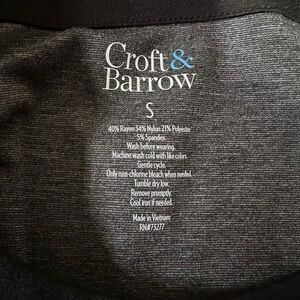 Croft&
Barrow
S
40% Rayon 34% Nylon 21% Polyester
5% Spandex
Wash before wearing.
Machine wash cold with like colors.
Gentle cycle.
Only non-chlorine bleach when needed.
Tumble dry low.
Remove promptly.
Cool iron if needed.
Made in Vietnam
RN#73277